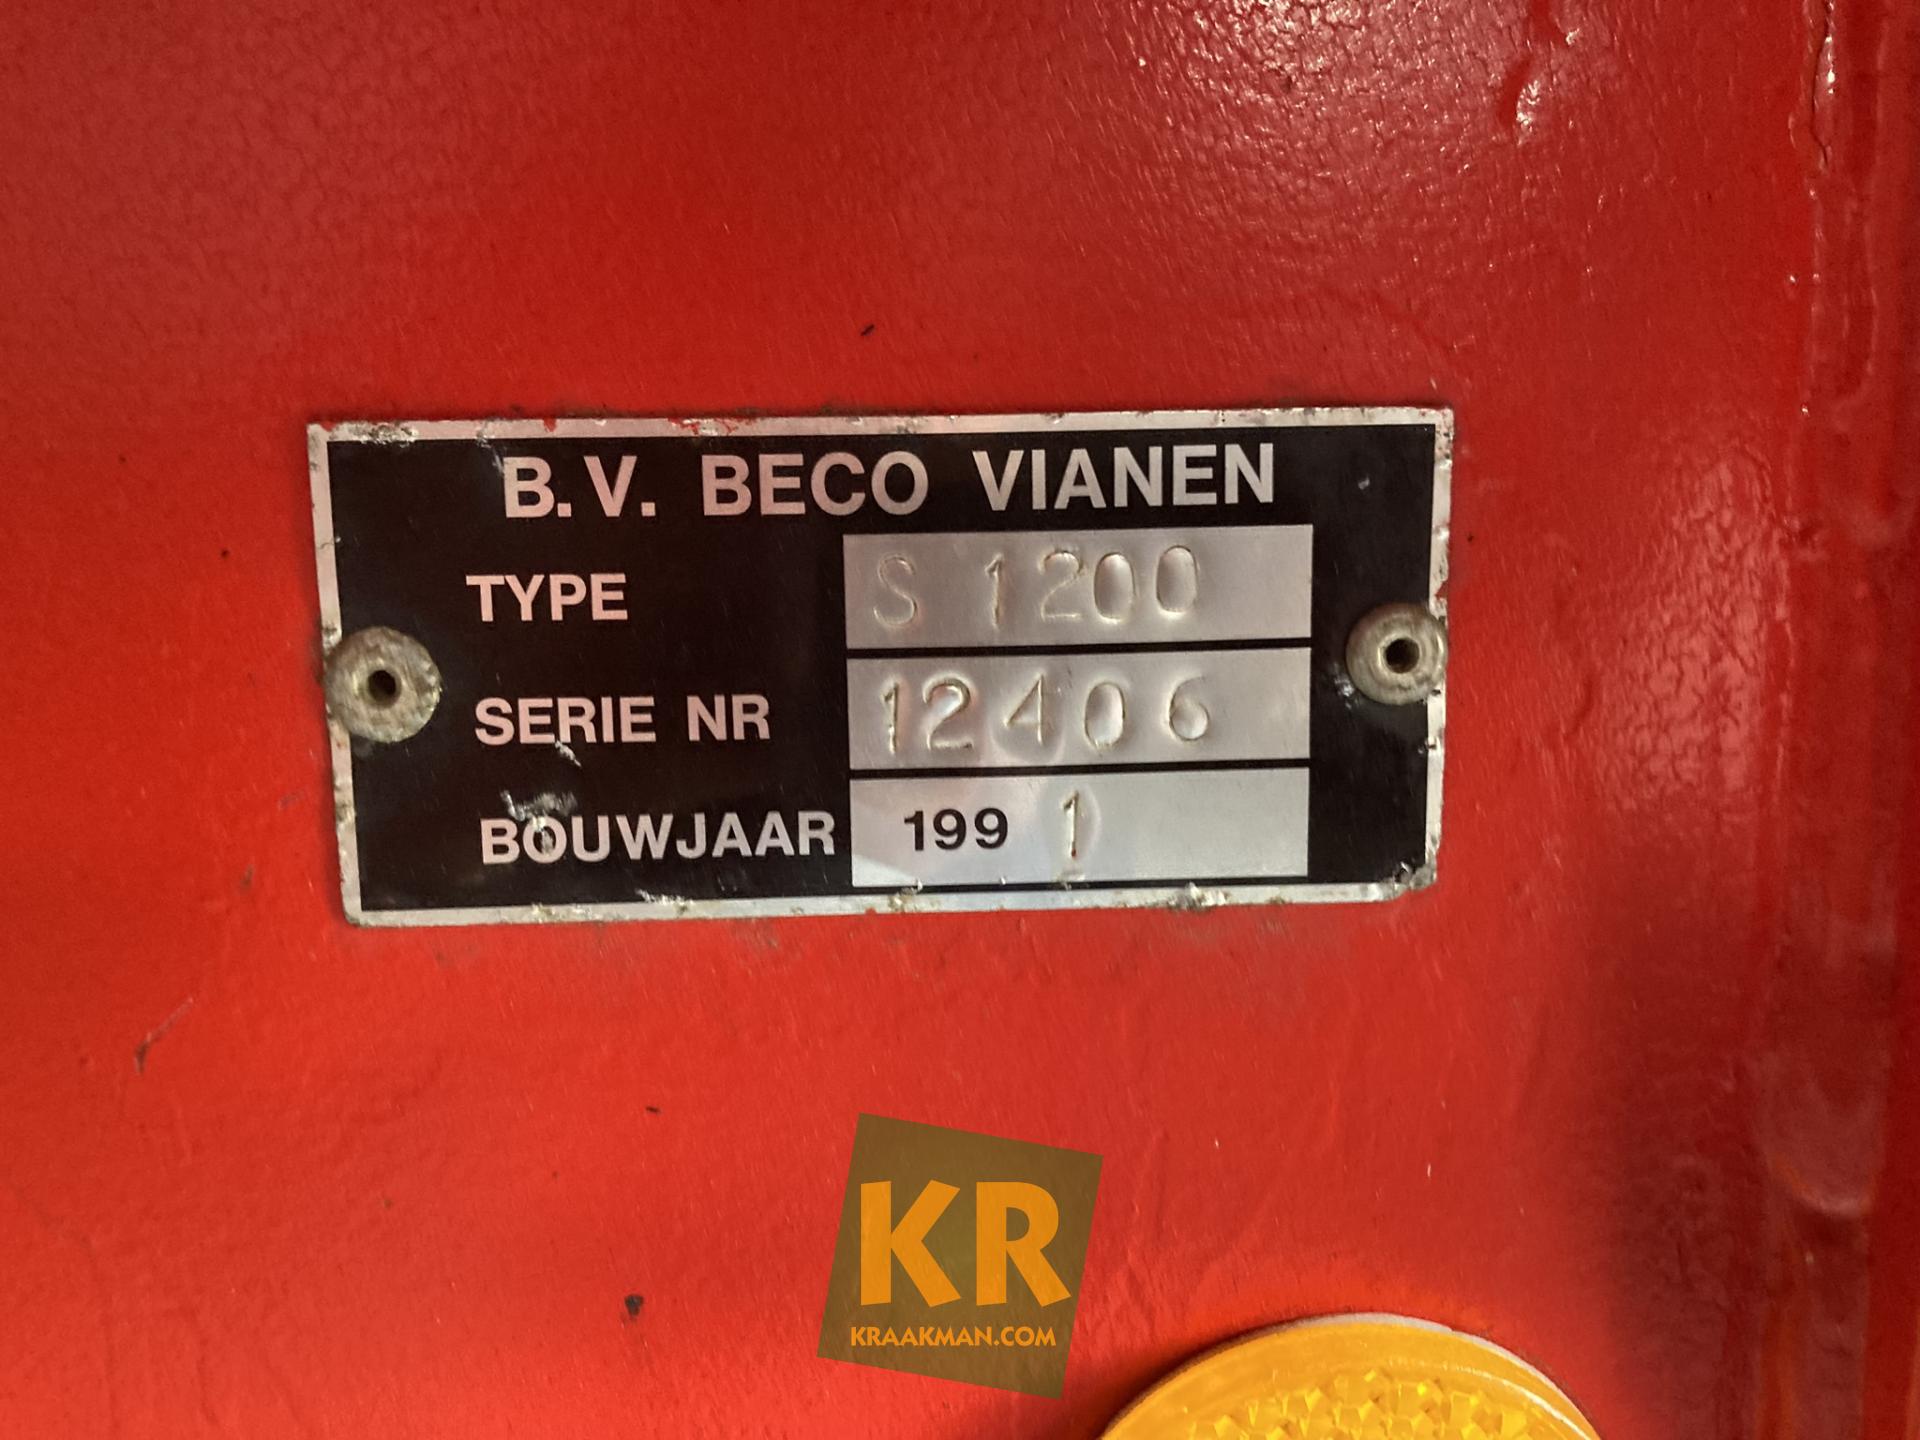 B.V. BECO VIANEN
TYPE S 1200
SERIE NR 12406
BOUWJAAR 199 1
KR
KRAAKMAN.COM